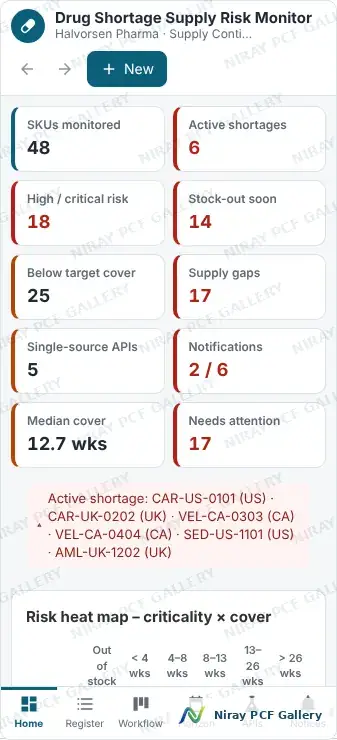 Drug Shortage Supply Risk Monitor
Halvorsen Pharma · Supply Conti...
New
SKUs monitored
48
Active shortages
6
High / critical risk
18
Stock-out soon
14
Below target cover
25
Supply gaps
17
Single-source APIs
5
Notifications
2 / 6
Median cover
12.7 wks
Needs attention
17
Active shortage: CAR-US-0101 (US) ·
CAR-UK-0202 (UK) · VEL-CA-0303 (CA)
· VEL-CA-0404 (CA) · SED-US-1101 (US)
· AML-UK-1202 (UK)
Risk heat map – criticality × cover
Out of stock
< 4 wks
4–8 wks
8–13 wks
13–26 wks
> 26 wks
Home
Register
Workflow
APIs
Notices
Niray PCF Gallery
NIRAY PCF GALLERY